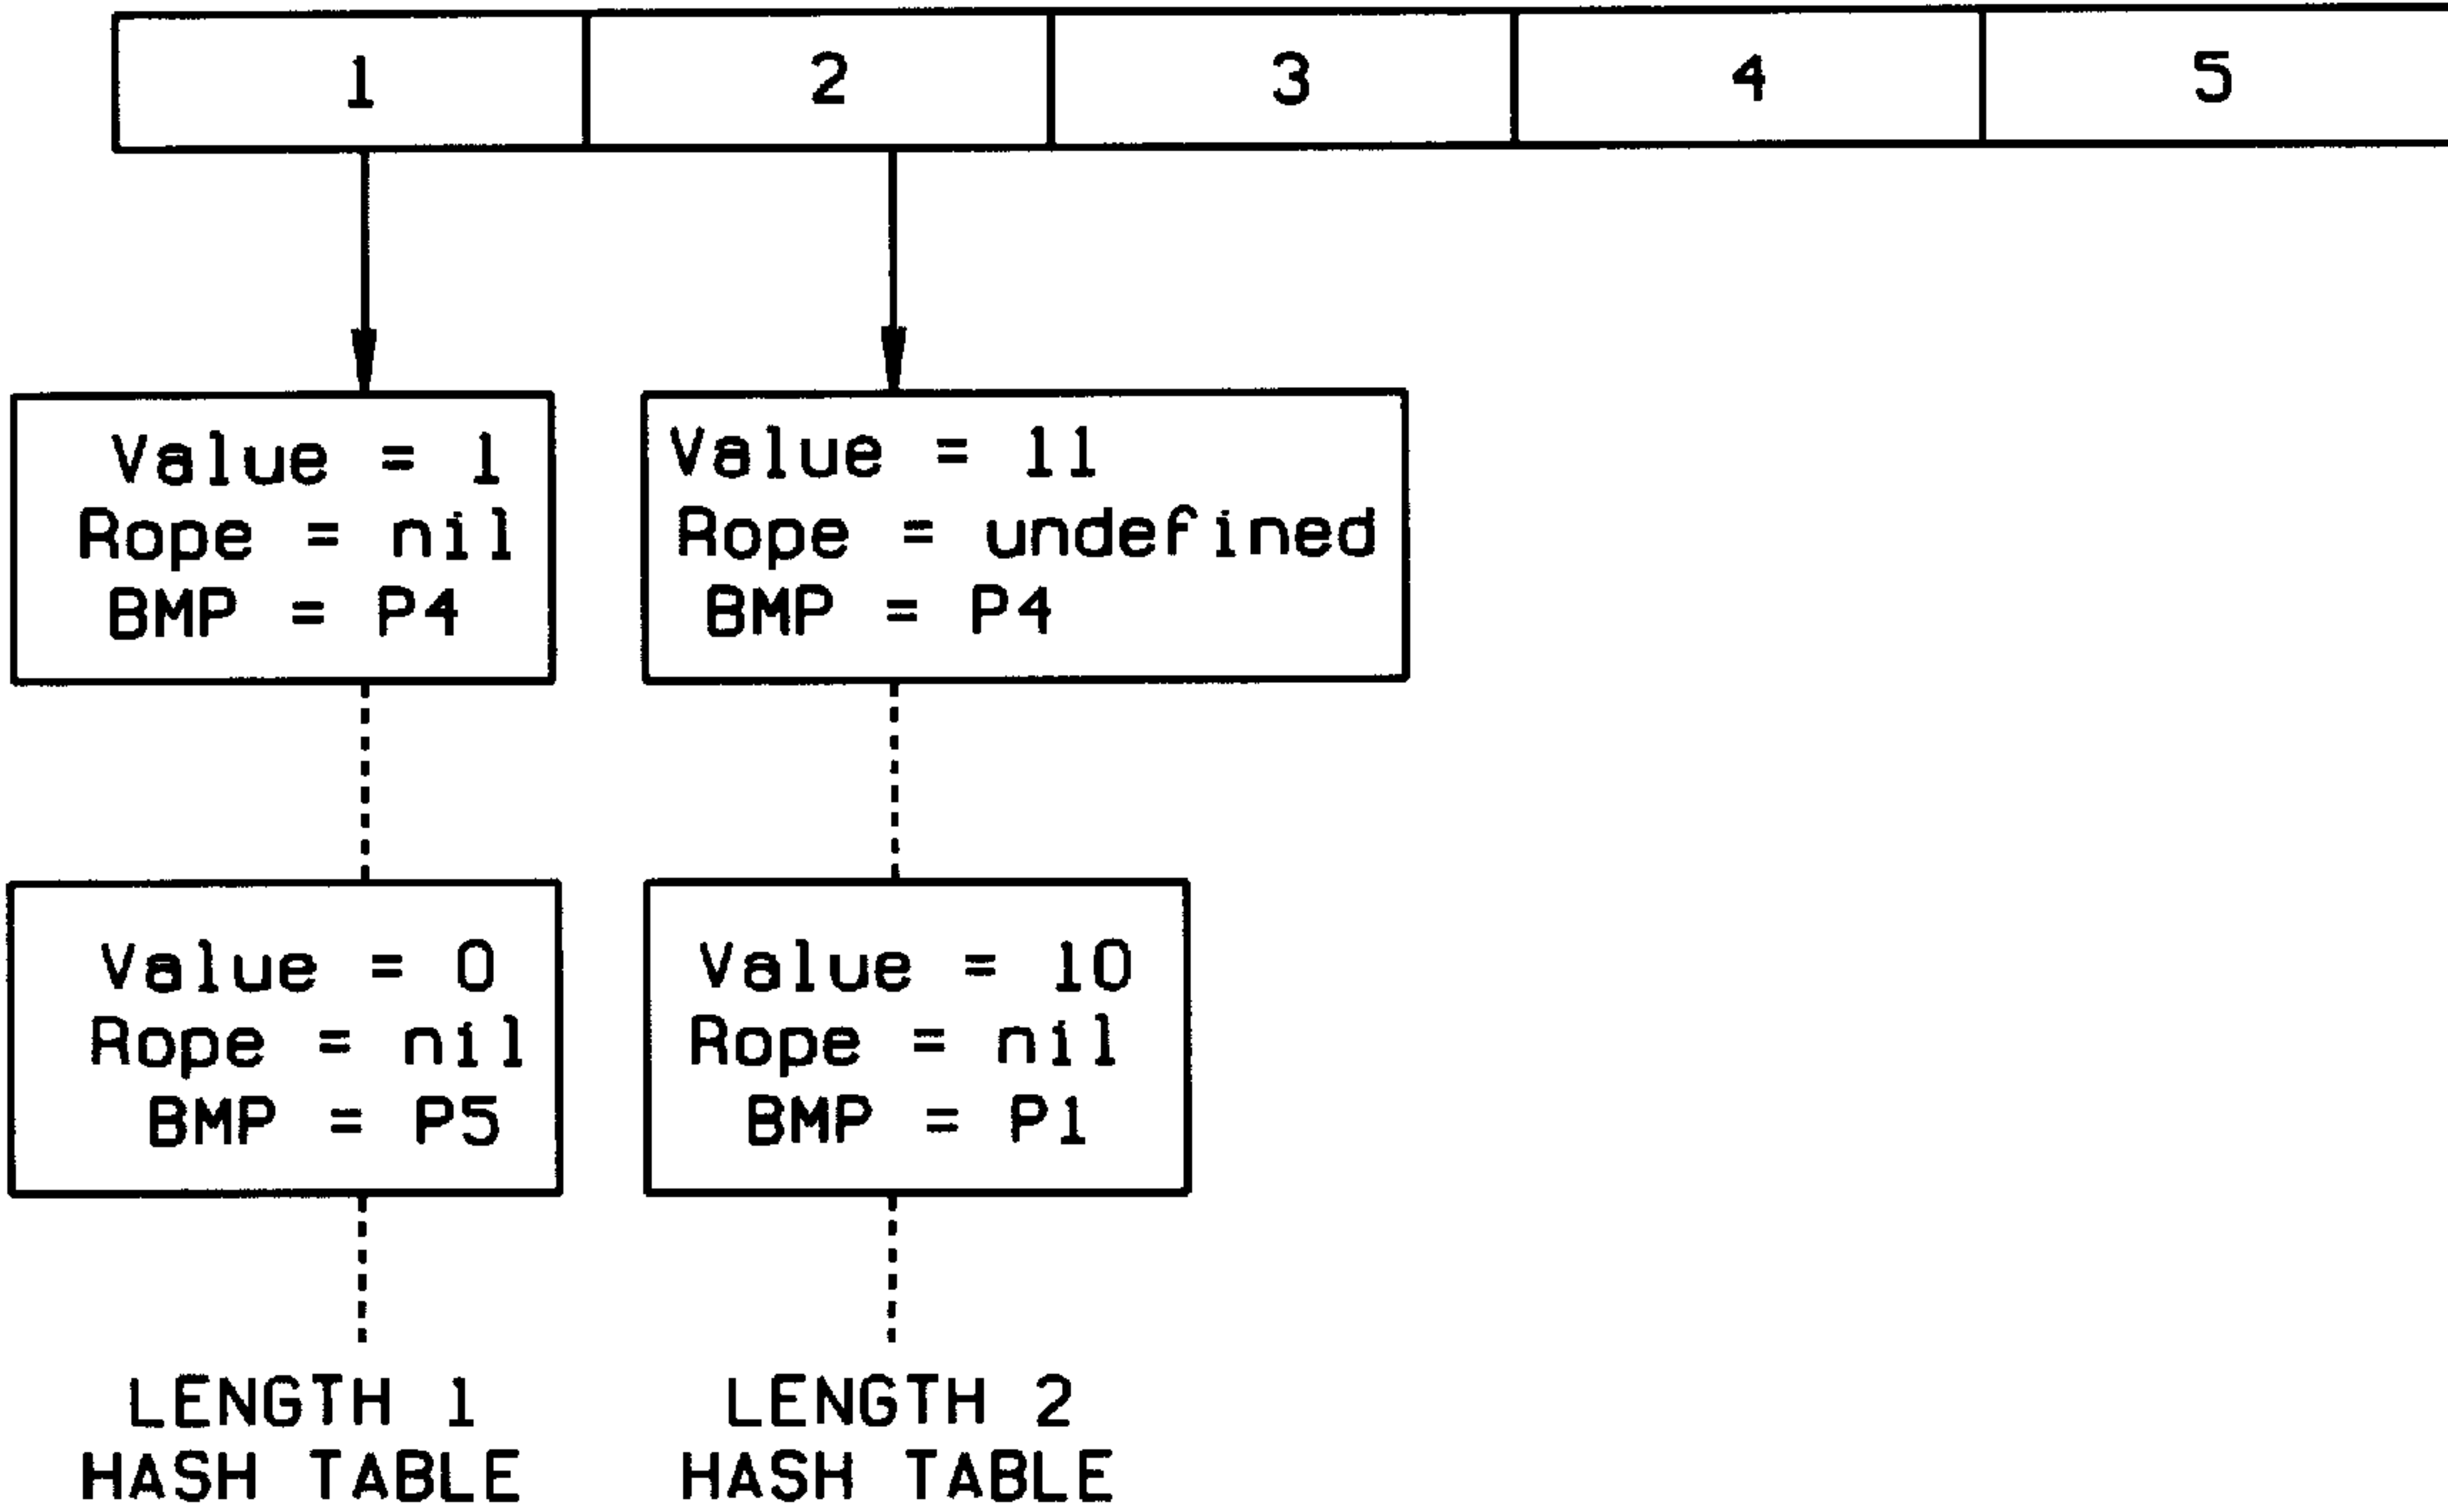 1 2 3 4 5
Value = 1
Rope = nil
BMP = P4
Value = 11
Rope = undefined
BMP = P4
Value = 0
Rope = nil
BMP = P5
Value = 10
Rope = nil
BMP = P1
LENGTH 1
HASH TABLE
LENGTH 2
HASH TABLE